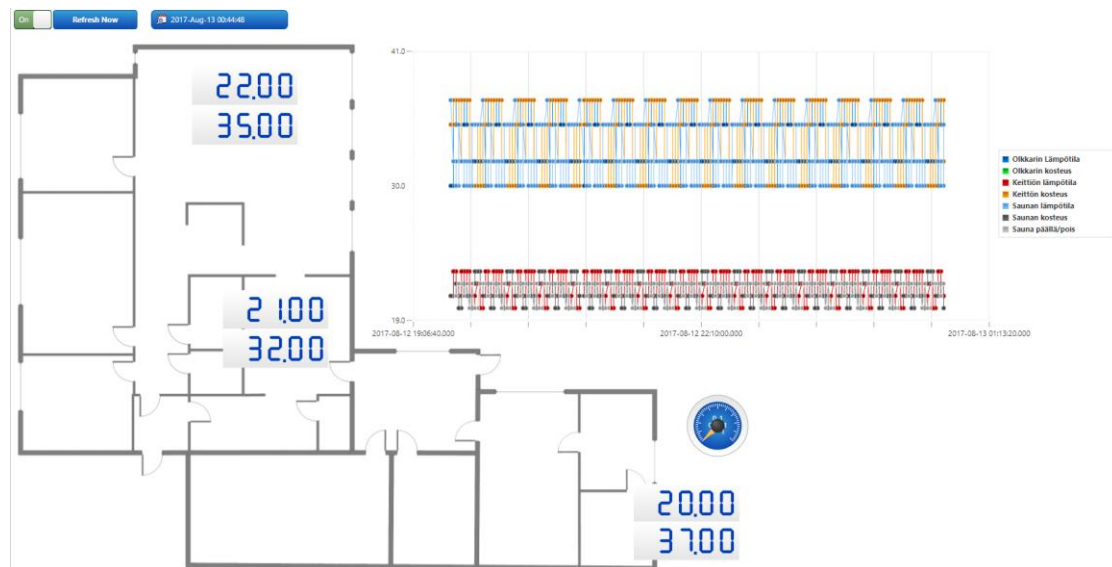 On Refresh Now 2017-Aug-13 00:44:48
41.0
30.0
19.0
2017-08-12 19:06:40.000 2017-08-12 22:10:00.000 2017-08-13 01:13:20.000
Olkkarin Lämpötila
Olkkarin kosteus
Keittiön lämpötila
Keittön kosteus
Saunan lämpötila
Saunan kosteus
Sauna päällä/pois
22.00
35.00
21.00
32.00
20.00
37.00